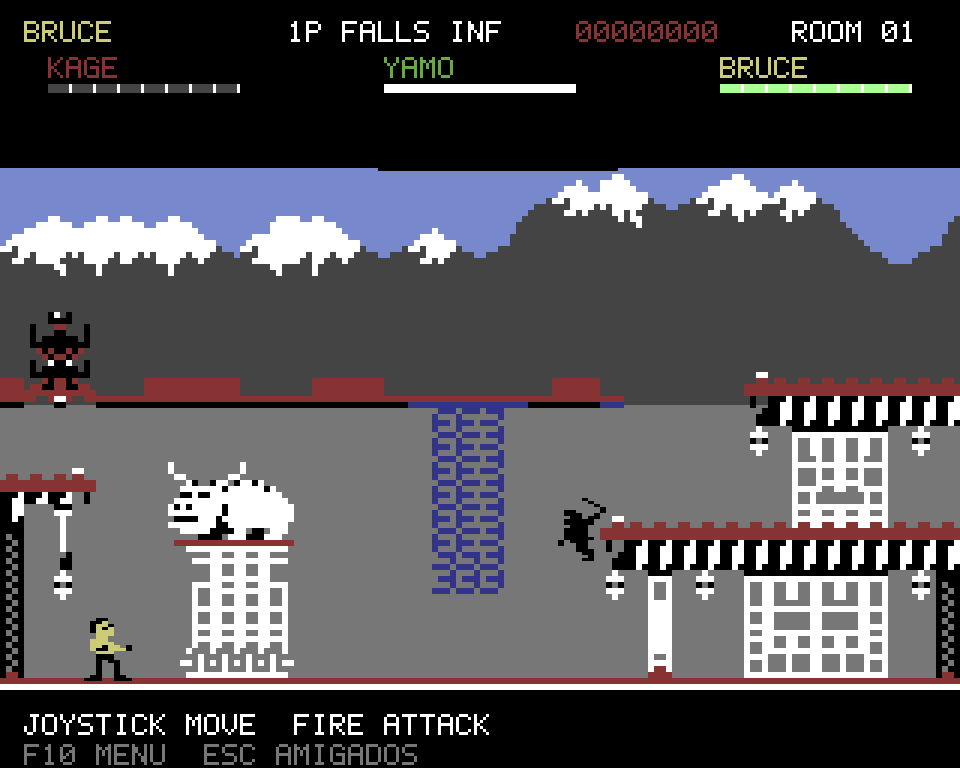 BRUCE 1P FALLS INF 00000000 ROOM 01
KAGE YAMO BRUCE
JOYSTICK MOVE FIRE ATTACK
F10 MENU ESC AMIGADOS